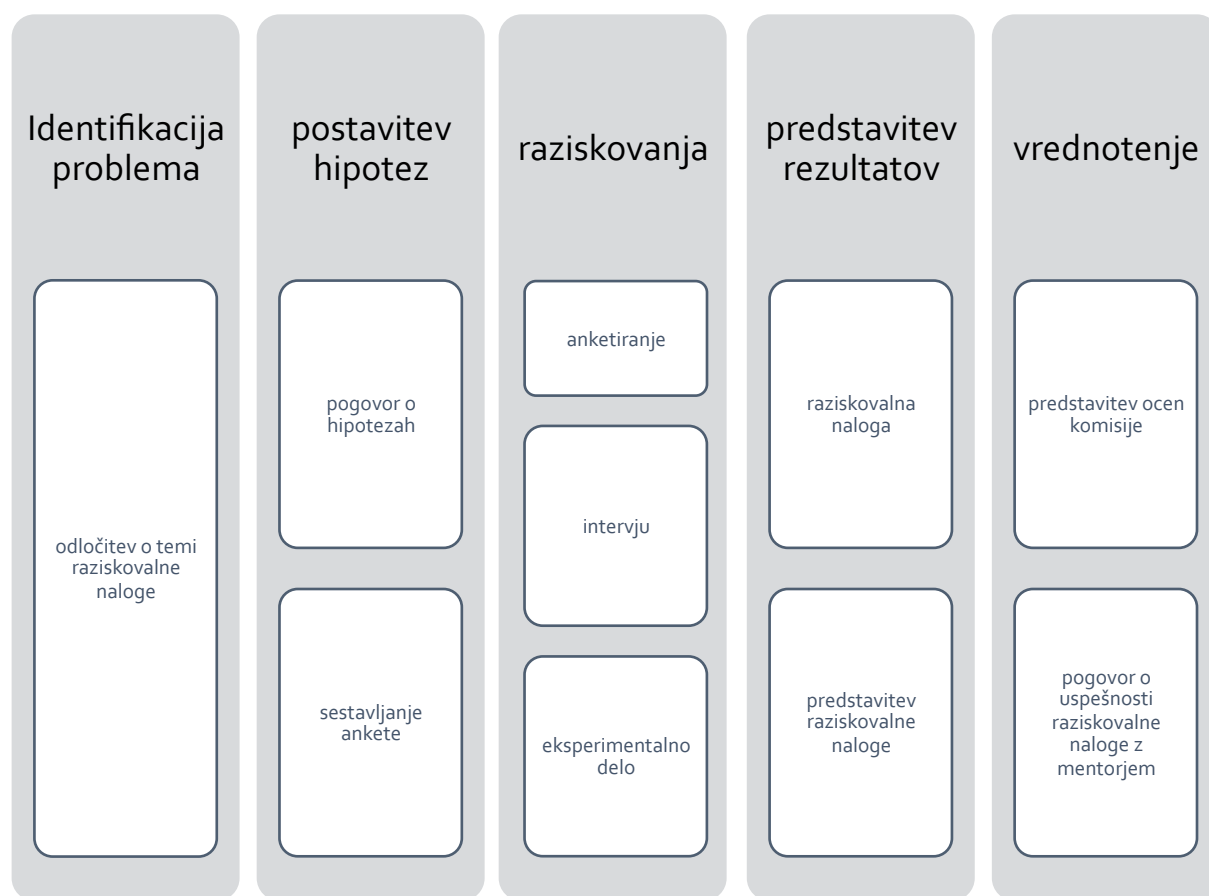 Identifikacija
problema
odločitev o temi
raziskovalne
naloge
postavitev
hipotez
pogovor o
hipotezah
sestavljanje
ankete
raziskovanja
anketiranje
intervju
eksperimentalno
delo
predstavitev
rezultatov
raziskovalna
naloga
predstavitev
raziskovalne
naloge
vrednotenje
predstavitev ocen
komisije
pogovor o
uspešnosti
raziskovalne
naloge z
mentorjem